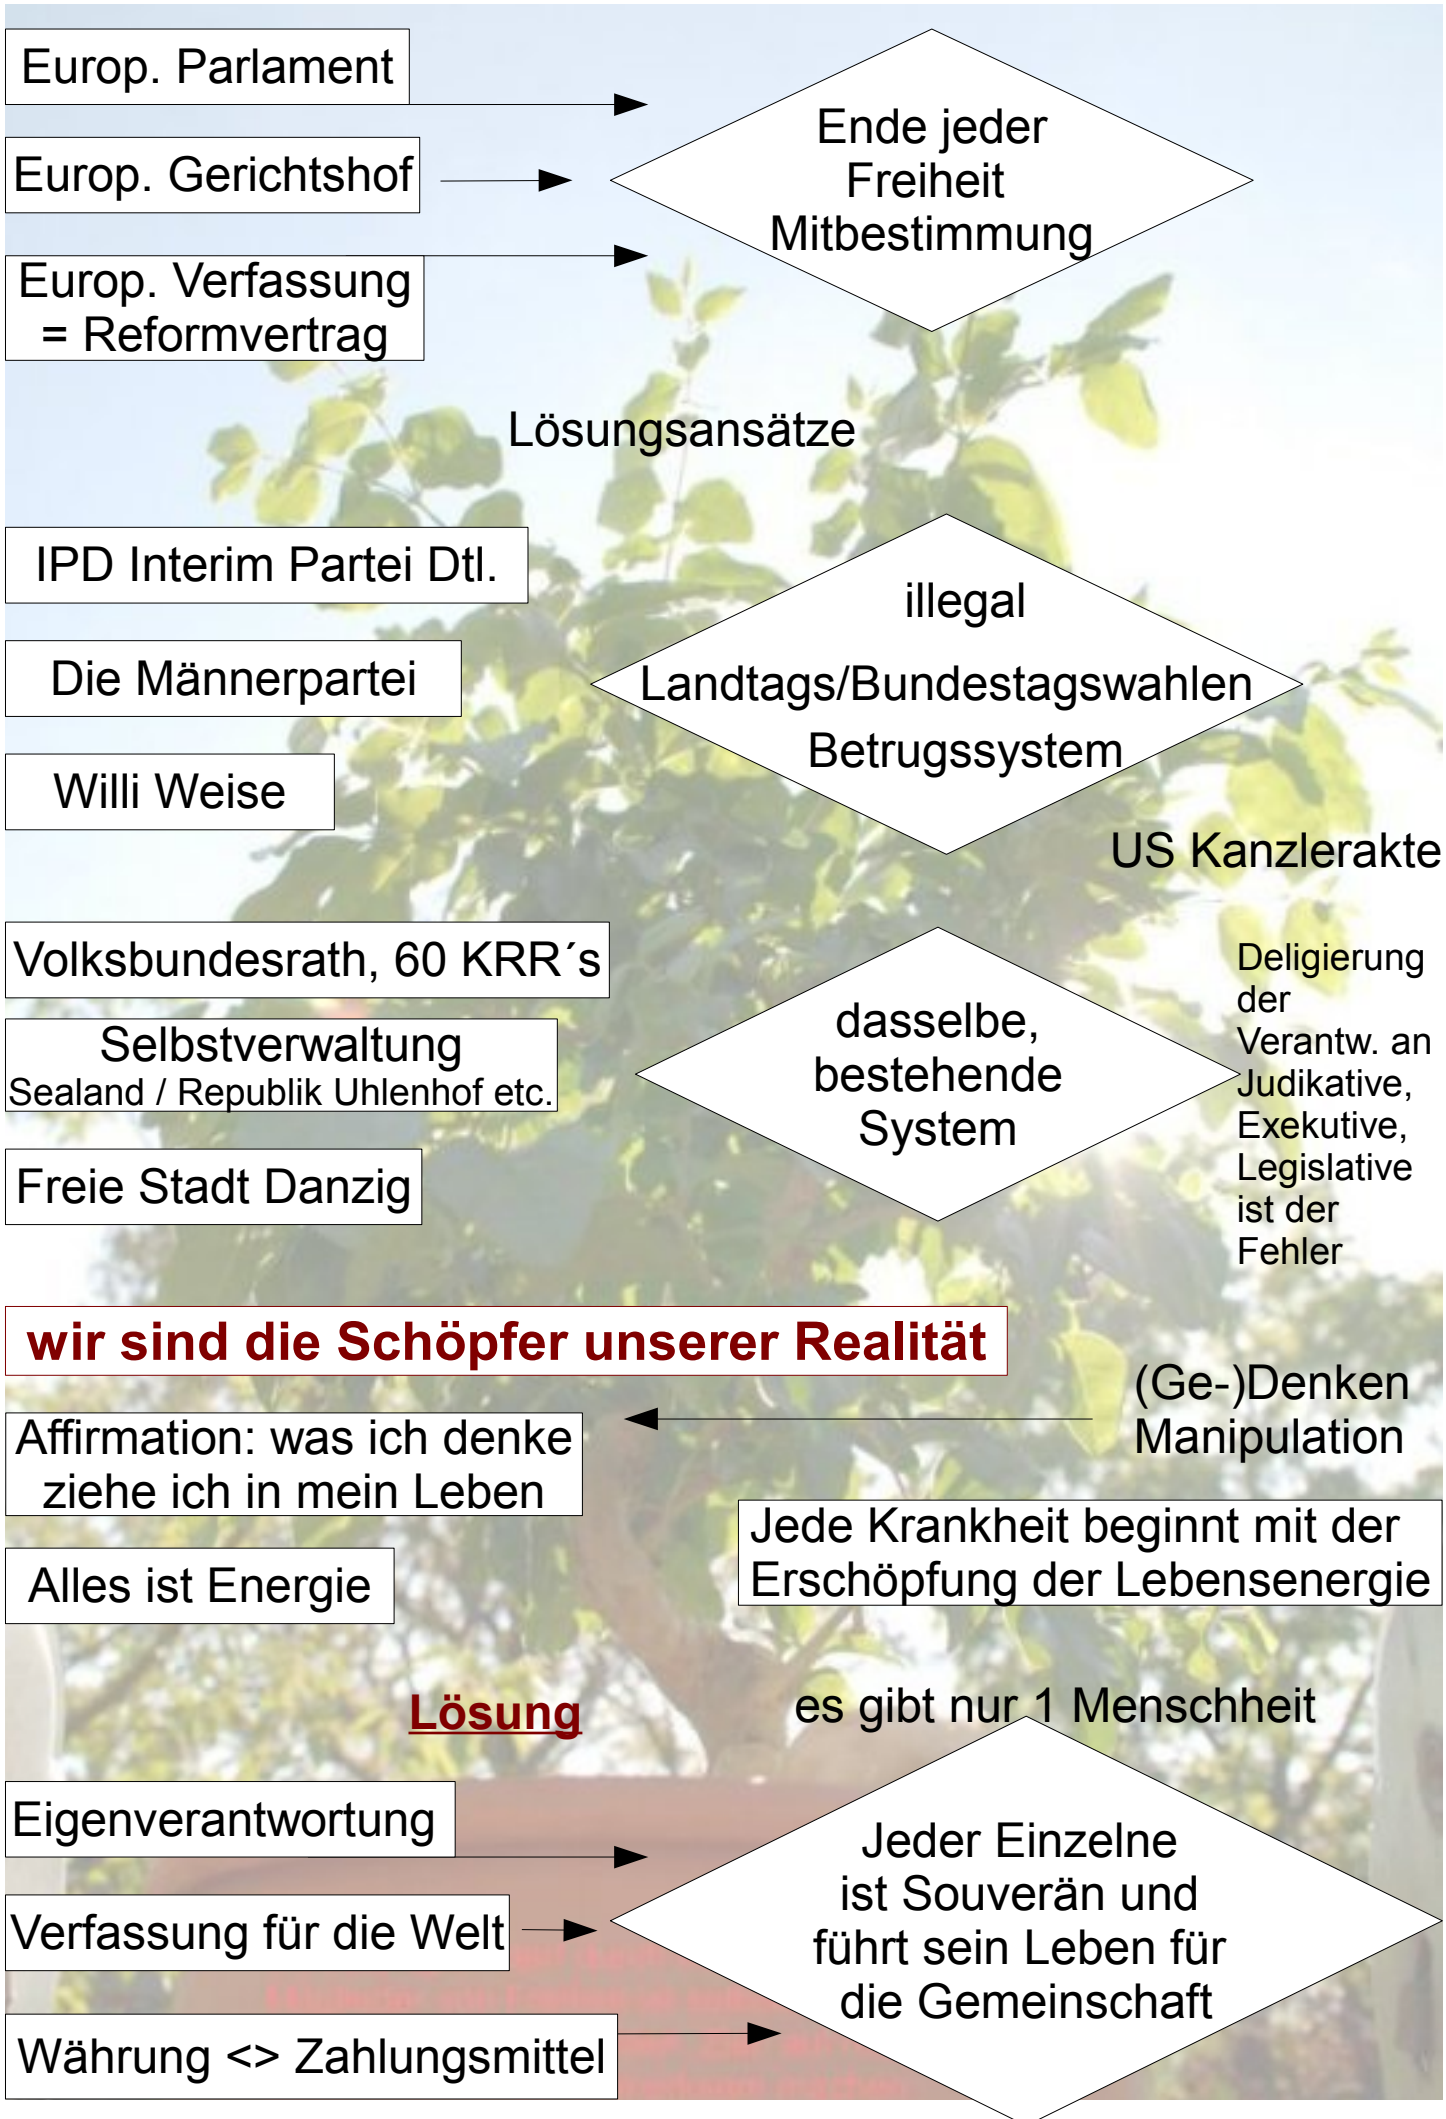 Europ. Parlament
Europ. Gerichtshof
Europ. Verfassung
= Reformvertrag
Ende jeder
Freiheit
Mitbestimmung
Lösungsansätze
IPD Interim Partei Dtl.
Die Männerpartei
Willi Weise
illegal
Landtags/Bundestagswahlen
Betrugssystem
US Kanzlerakte
Volksbundesrath, 60 KRR´s
Selbstverwaltung
Sealand / Republik Uhlenhof etc.
Freie Stadt Danzig
dasselbe,
bestehende
System
Deligierung
der
Verantw. an
Judikative,
Exekutive,
Legislative
ist der
Fehler
wir sind die Schöpfer unserer Realität
(Ge-)Denken
Manipulation
Affirmation: was ich denke
ziehe ich in mein Leben
Jede Krankheit beginnt mit der
Erschöpfung der Lebensenergie
Alles ist Energie
Lösung
es gibt nur 1 Menschheit
Eigenverantwortung
Verfassung für die Welt
Währung <> Zahlungsmittel
Jeder Einzelne
ist Souverän und
führt sein Leben für
die Gemeinschaft